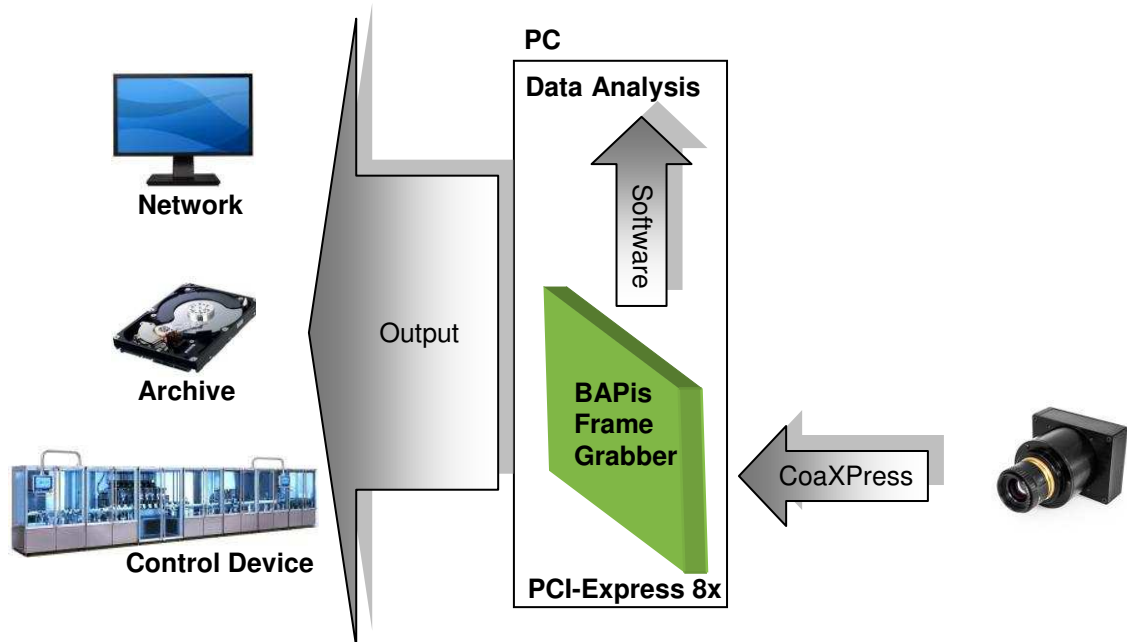 PC
Data Analysis
Software
Network
Output
Archive
BAPis
Frame
Grabber
CoaXPress
Control Device
PCI-Express 8x